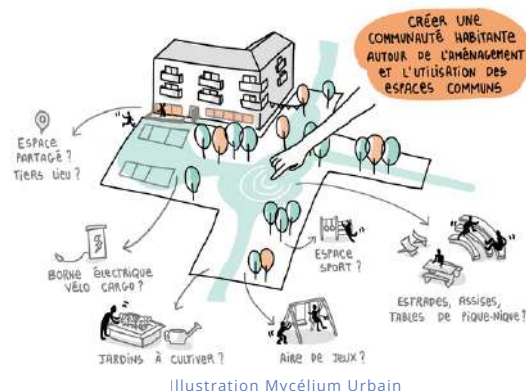 CRÉER UNE
COMMUNAUTÉ HABITANTE
AUTOUR DE L'AMÉNAGEMENT
ET L'UTILISATION DES
ESPACES COMMUNS
ESPACE
PARTAGÉ ?
TIERS LIEU ?
BORNE ÉLECTRIQUE
VÉLO CARGO ?
ESPACE
SPORT ?
ESTRADES, ASSISES,
TABLES DE PIQUE-NIQUE ?
JARDINS À CULTIVER ?
AIRE DE JEUX ?
Illustration Mycélium Urbain